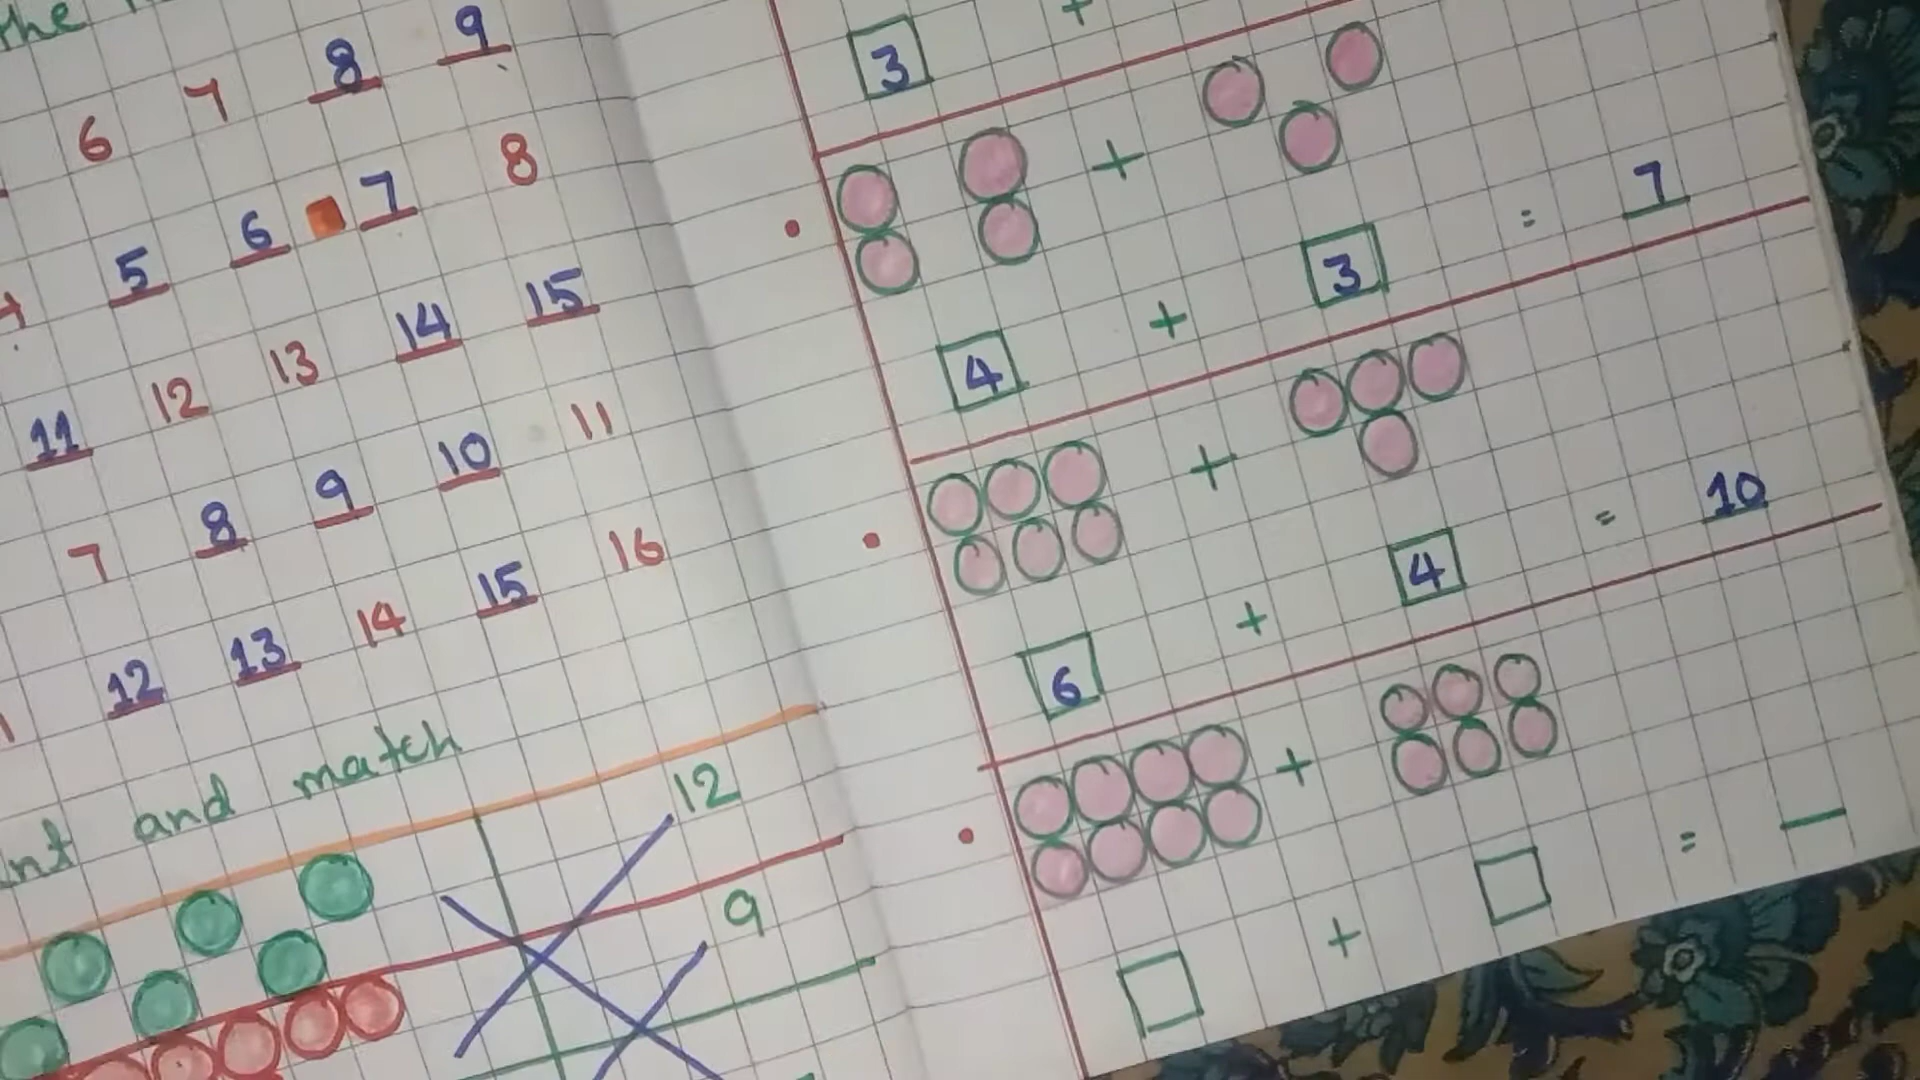 the
6 7 8 9
5 6 7 8
11 12 13 14 15
7 8 9 10 11
12 13 14 15 16
and match
12
9
3 +
+
4 + 3 = 7
+
6 + 4 = 10
+
+ =